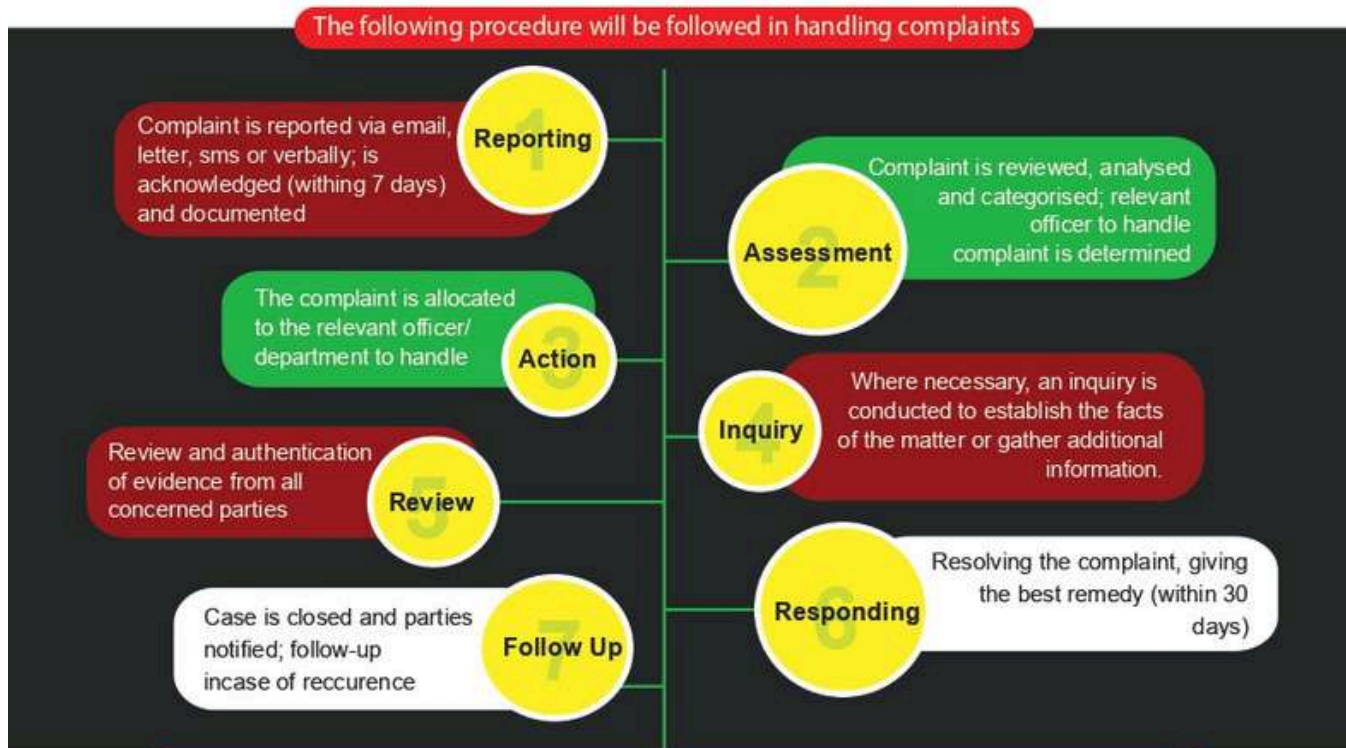 The following procedure will be followed in handling complaints
1
Reporting
Complaint is reported via email,
letter, sms or verbally; is
acknowledged (withing 7 days)
and documented
2
Assessment
Complaint is reviewed, analysed
and categorised; relevant
officer to handle
complaint is determined
3
Action
The complaint is allocated
to the relevant officer/
department to handle
4
Inquiry
Where necessary, an inquiry is
conducted to establish the facts
of the matter or gather additional
information.
5
Review
Review and authentication
of evidence from all
concerned parties
6
Responding
Resolving the complaint, giving
the best remedy (within 30
days)
7
Follow Up
Case is closed and parties
notified; follow-up
incase of reccurence